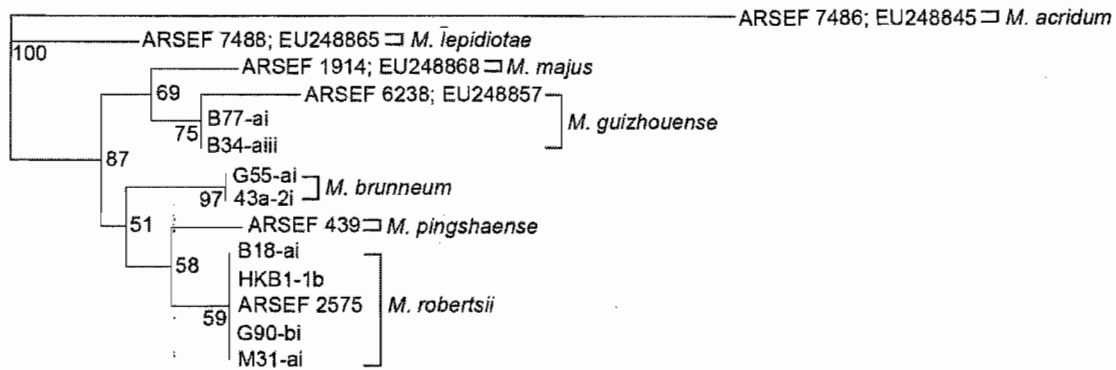 ARSEF 7486; EU248845 M. acridum
ARSEF 7488; EU248865 M. lepidiotae
100
ARSEF 1914; EU248868 M. majus
69
ARSEF 6238; EU248857
B77-ai
M. guizhouense
75
B34-aiii
87
G55-ai
M. brunneum
97
43a-2i
51
ARSEF 439 M. pingshaense
B18-ai
58
HKB1-1b
ARSEF 2575
M. robertsii
59
G90-bi
M31-ai